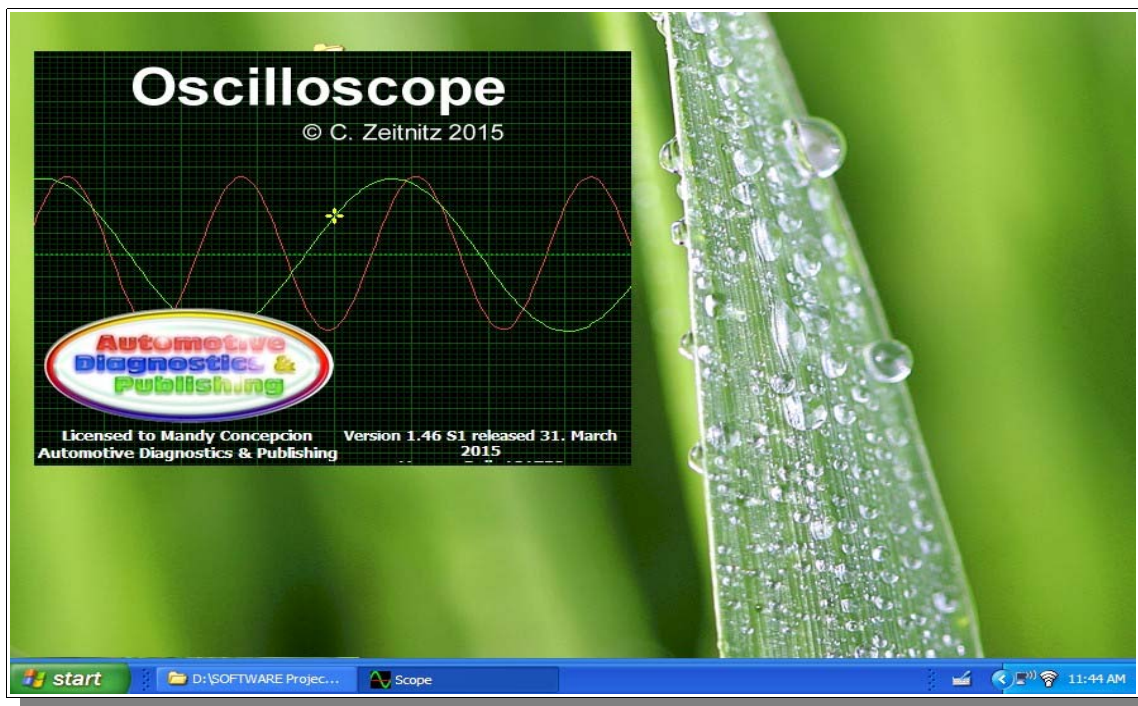 Oscilloscope
© C. Zeitnitz 2015
Automotive
Diagnostics &
Publishing
Licensed to Mandy Concepcion
Automotive Diagnostics & Publishing
Version 1.46 S1 released 31. March
2015
start
D:\SOFTWARE Projec...
Scope
11:44 AM